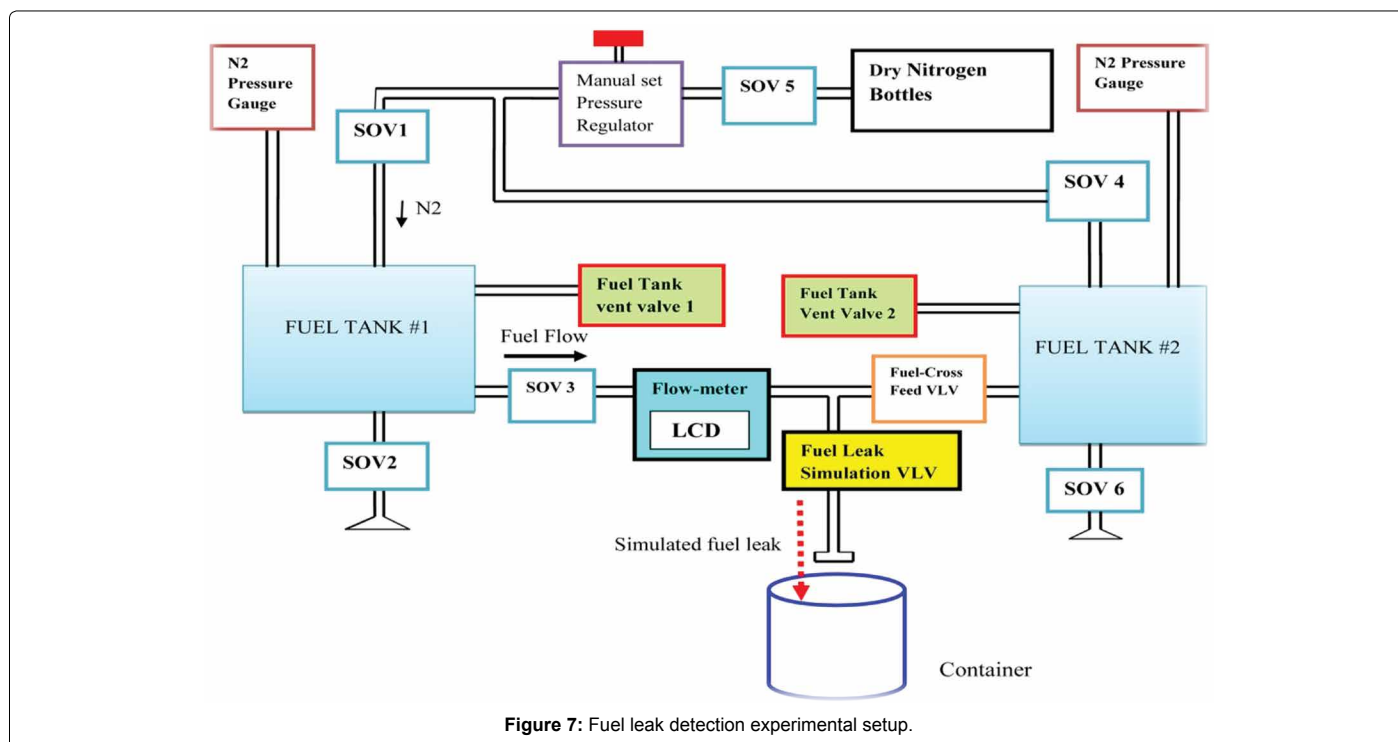 N2
Pressure
Gauge
Manual set
Pressure
Regulator
SOV 5
Dry Nitrogen
Bottles
N2 Pressure
Gauge
SOV1
SOV 4
N2
FUEL TANK #1
Fuel Tank
vent valve 1
Fuel Tank
Vent Valve 2
FUEL TANK #2
Fuel Flow
SOV 3
Flow-meter
LCD
Fuel-Cross
Feed VLV
SOV2
Fuel Leak
Simulation VLV
SOV 6
Simulated fuel leak
Container
Figure 7: Fuel leak detection experimental setup.